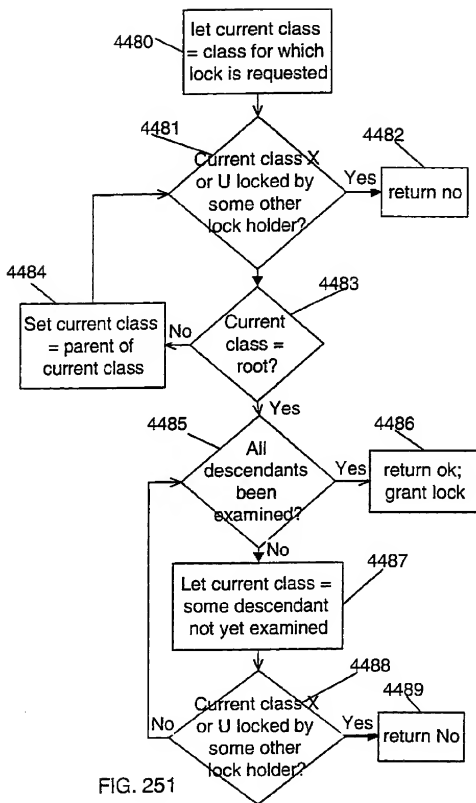 4480
let current class
= class for which
lock is requested
4481
Current class X
or U locked by
some other
lock holder?
Yes
4482
return no
4483
Current
class =
root?
No
4484
Set current class
= parent of
current class
Yes
4485
All
descendants
been
examined?
Yes
4486
return ok;
grant lock
No
4487
Let current class =
some descendant
not yet examined
4488
Current class X
or U locked by
some other
lock holder?
No
Yes
4489
return No
FIG. 251